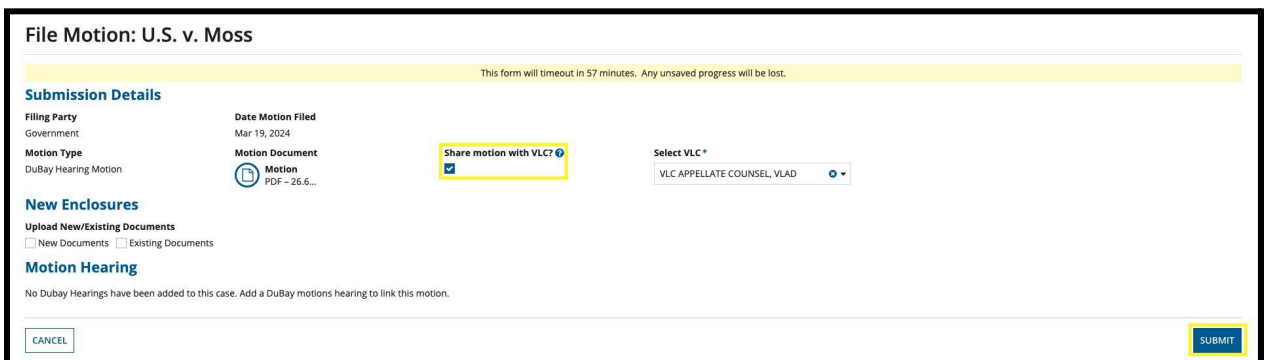 File Motion: U.S. v. Moss
This form will timeout in 57 minutes. Any unsaved progress will be lost.
Submission Details
Filing Party
Government
Date Motion Filed
Mar 19, 2024
Motion Type
DuBay Hearing Motion
Motion Document
Motion
PDF – 26.6...
Share motion with VLC?
Select VLC*
VLC APPELLATE COUNSEL, VLAD
New Enclosures
Upload New/Existing Documents
New Documents Existing Documents
Motion Hearing
No Dubay Hearings have been added to this case. Add a DuBay motions hearing to link this motion.
CANCEL
SUBMIT